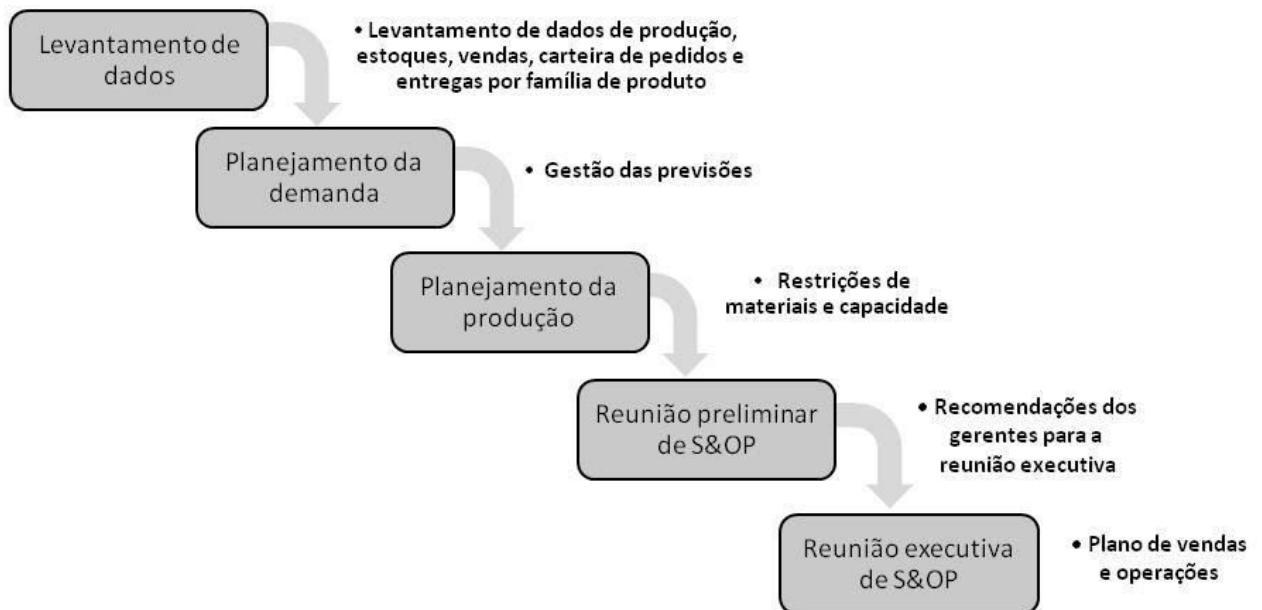 Levantamento de
dados
• Levantamento de dados de produção,
estoques, vendas, carteira de pedidos e
entregas por família de produto
Planejamento da
demanda
• Gestão das previsões
Planejamento da
produção
• Restrições de
materiais e capacidade
Reunião preliminar
de S&OP
• Recomendações dos
gerentes para a
reunião executiva
Reunião executiva
de S&OP
• Plano de vendas
e operações